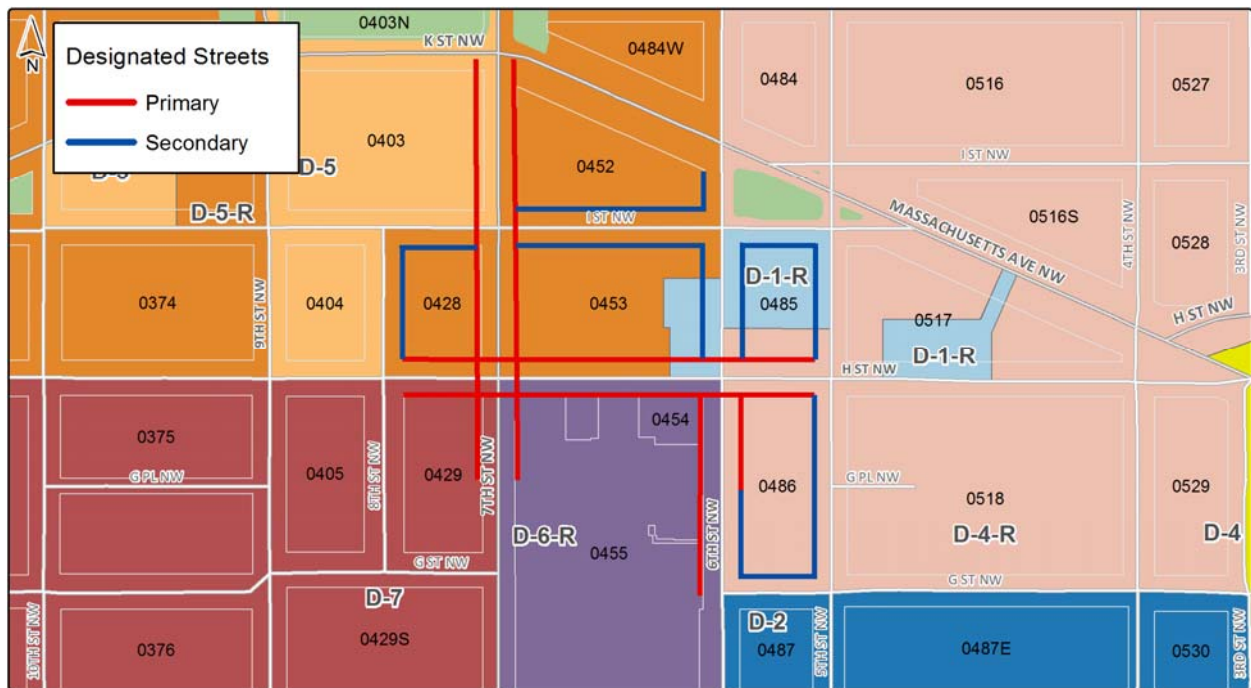 0403N
K ST NW
0484W
N
Designated Streets
Primary
Secondary
0484
0516
0527
0403
D-5
0452
I ST NW
D-5-R
I ST NW
0516S
4TH ST NW
3RD ST NW
0528
MASSACHUSETTS AVE NW
0374
9TH ST NW
0404
0428
0453
D-1-R
0485
0517
H ST NW
D-1-R
H ST NW
0375
0405
8TH ST NW
0429
7TH ST NW
0454
G PL NW
0486
G PL NW
0518
0529
D-6-R
0455
6TH ST NW
D-4-R
D-4
G ST NW
G ST NW
D-7
D-2
10TH ST NW
0376
0429S
0487
5TH ST NW
0487E
0530
3RD ST NW